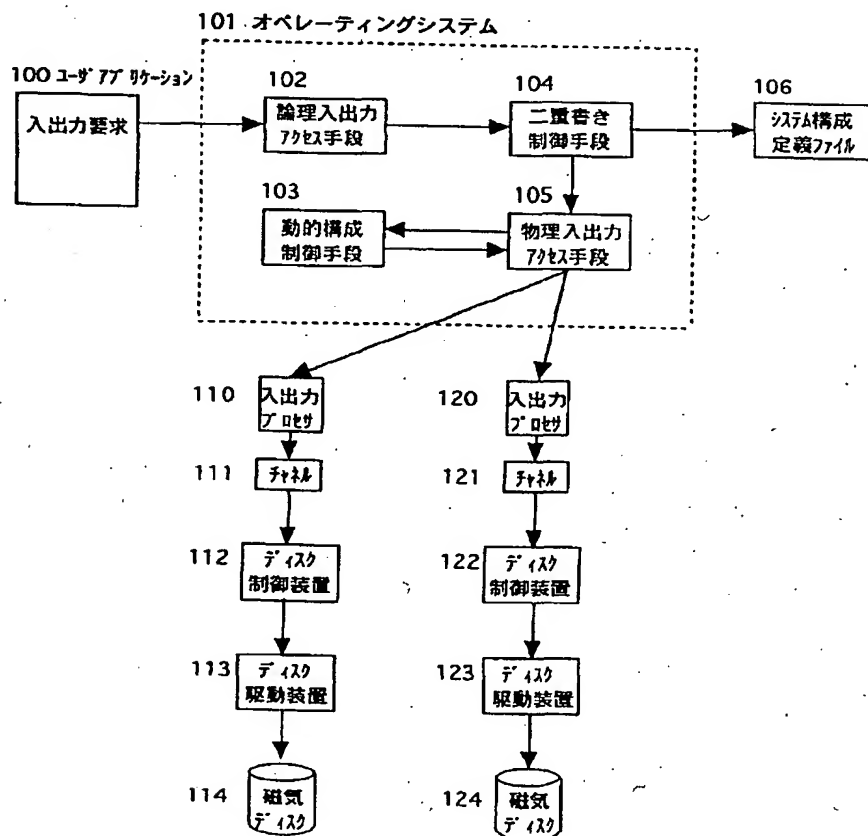 101 オペレーティングシステム
100 ユーザアプリケーション
入出力要求
102
論理入出力
アクセス手段
104
二重書き
制御手段
106
システム構成
定義ファイル
103
動的構成
制御手段
105
物理入出力
アクセス手段
110
入出力
プロセサ
120
入出力
プロセサ
111
チャネル
121
チャネル
112
ディスク
制御装置
122
ディスク
制御装置
113
ディスク
駆動装置
123
ディスク
駆動装置
114
磁気
ディスク
124
磁気
ディスク